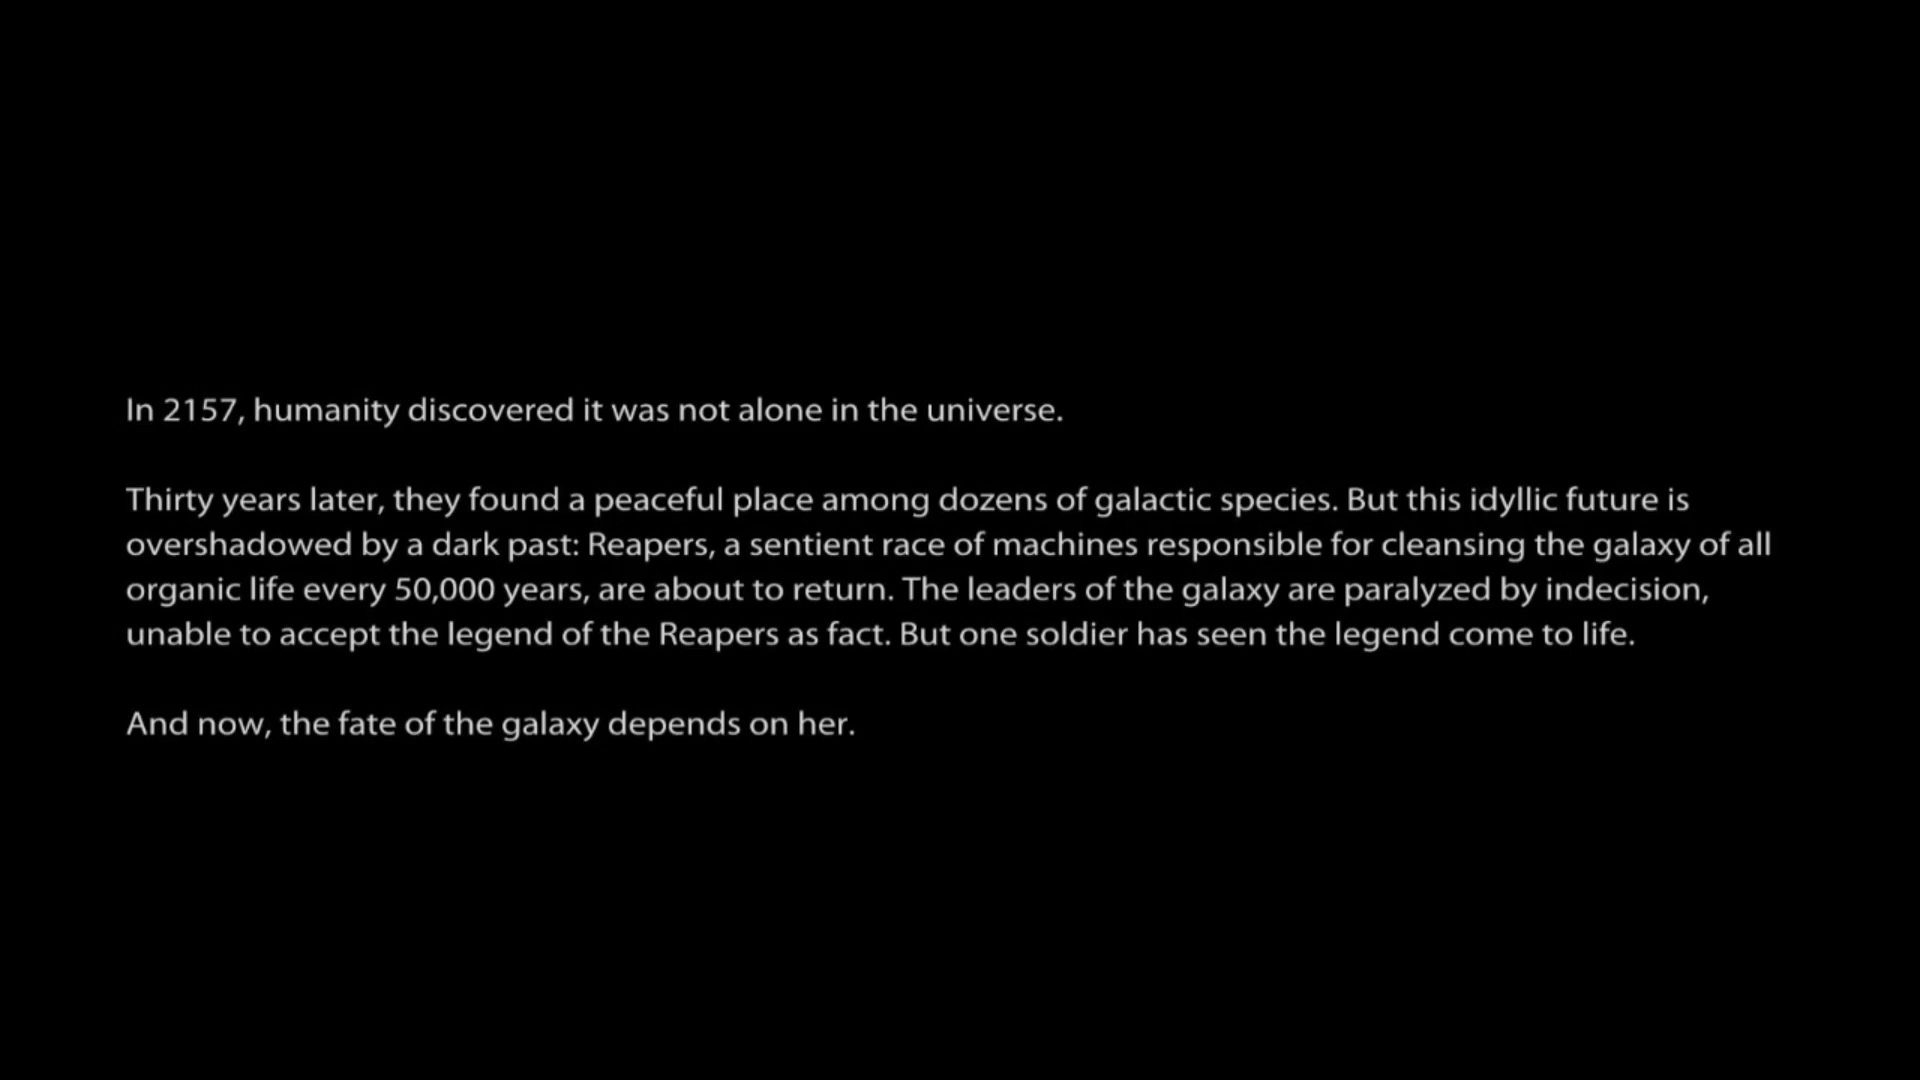 In 2157, humanity discovered it was not alone in the universe.
Thirty years later, they found a peaceful place among dozens of galactic species. But this idyllic future is
overshadowed by a dark past: Reapers, a sentient race of machines responsible for cleansing the galaxy of all
organic life every 50,000 years, are about to return. The leaders of the galaxy are paralyzed by indecision,
unable to accept the legend of the Reapers as fact. But one soldier has seen the legend come to life.
And now, the fate of the galaxy depends on her.